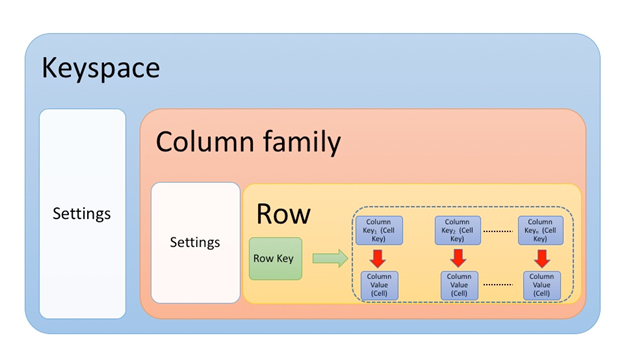 Keyspace
Column family
Settings
Settings
Row
Row Key
Column
Key₁ (Cell
Key)
Column
Key₂ (Cell
Key)
............
Column
Keyₙ (Cell
Key)
Column
Value
(Cell)
Column
Value
(Cell)
............
Column
Value
(Cell)